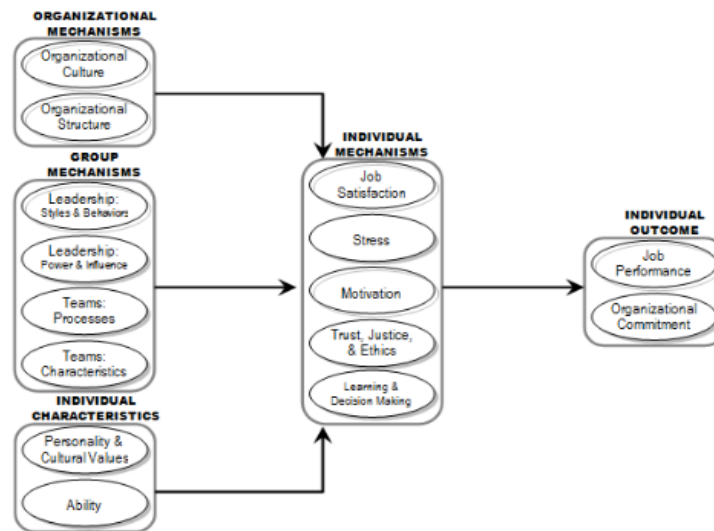 ORGANIZATIONAL
MECHANISMS
Organizational
Culture
Organizational
Structure
GROUP
MECHANISMS
Leadership:
Styles & Behaviors
Leadership:
Power & Influence
Teams:
Processes
Teams:
Characteristics
INDIVIDUAL
CHARACTERISTICS
Personality &
Cultural Values
Ability
INDIVIDUAL
MECHANISMS
Job
Satisfaction
Stress
Motivation
Trust, Justice,
& Ethics
Learning &
Decision Making
INDIVIDUAL
OUTCOME
Job
Performance
Organizational
Commitment